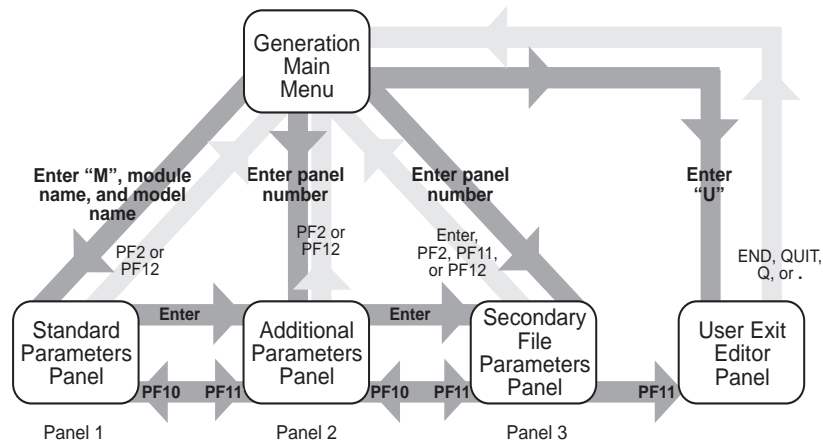 Generation
Main
Menu
Enter “M”, module
name, and model
name
Enter panel
number
Enter panel
number
Enter
“U”
PF2 or
PF12
PF2 or
PF12
Enter,
PF2, PF11,
or PF12
END, QUIT,
Q, or .
Standard
Parameters
Panel
Enter
Additional
Parameters
Panel
Enter
Secondary
File
Parameters
Panel
User Exit
Editor
Panel
PF10 PF11
PF10 PF11
PF11
Panel 1
Panel 2
Panel 3